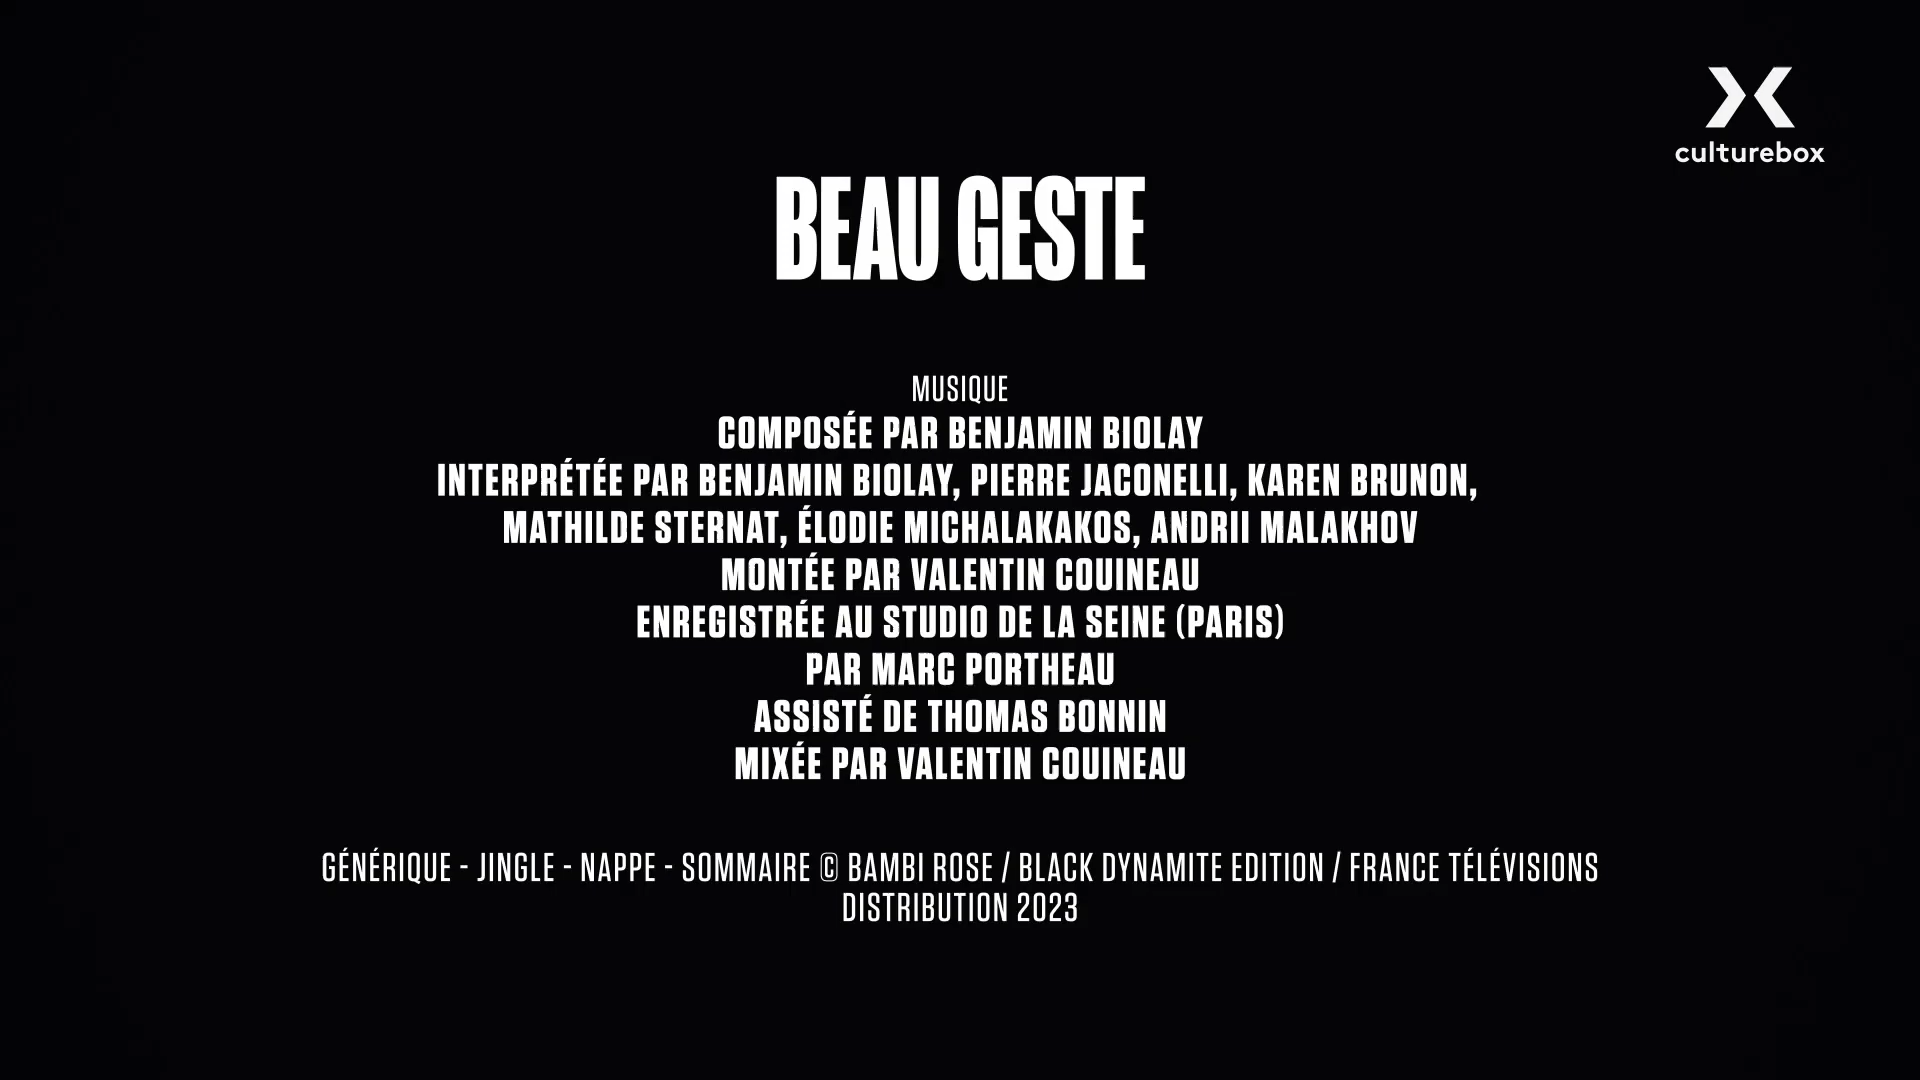 culturebox
BEAU GESTE
MUSIQUE
COMPOSÉE PAR BENJAMIN BIOLAY
INTERPRÉTÉE PAR BENJAMIN BIOLAY, PIERRE JACONELLI, KAREN BRUNON,
MATHILDE STERNAT, ÉLODIE MICHALAKAKOS, ANDRII MALAKHOV
MONTÉE PAR VALENTIN COUINEAU
ENREGISTRÉE AU STUDIO DE LA SEINE (PARIS)
PAR MARC PORTHEAU
ASSISTÉ DE THOMAS BONNIN
MIXÉE PAR VALENTIN COUINEAU
GÉNÉRIQUE - JINGLE - NAPPE - SOMMAIRE © BAMBI ROSE / BLACK DYNAMITE EDITION / FRANCE TÉLÉVISIONS
DISTRIBUTION 2023